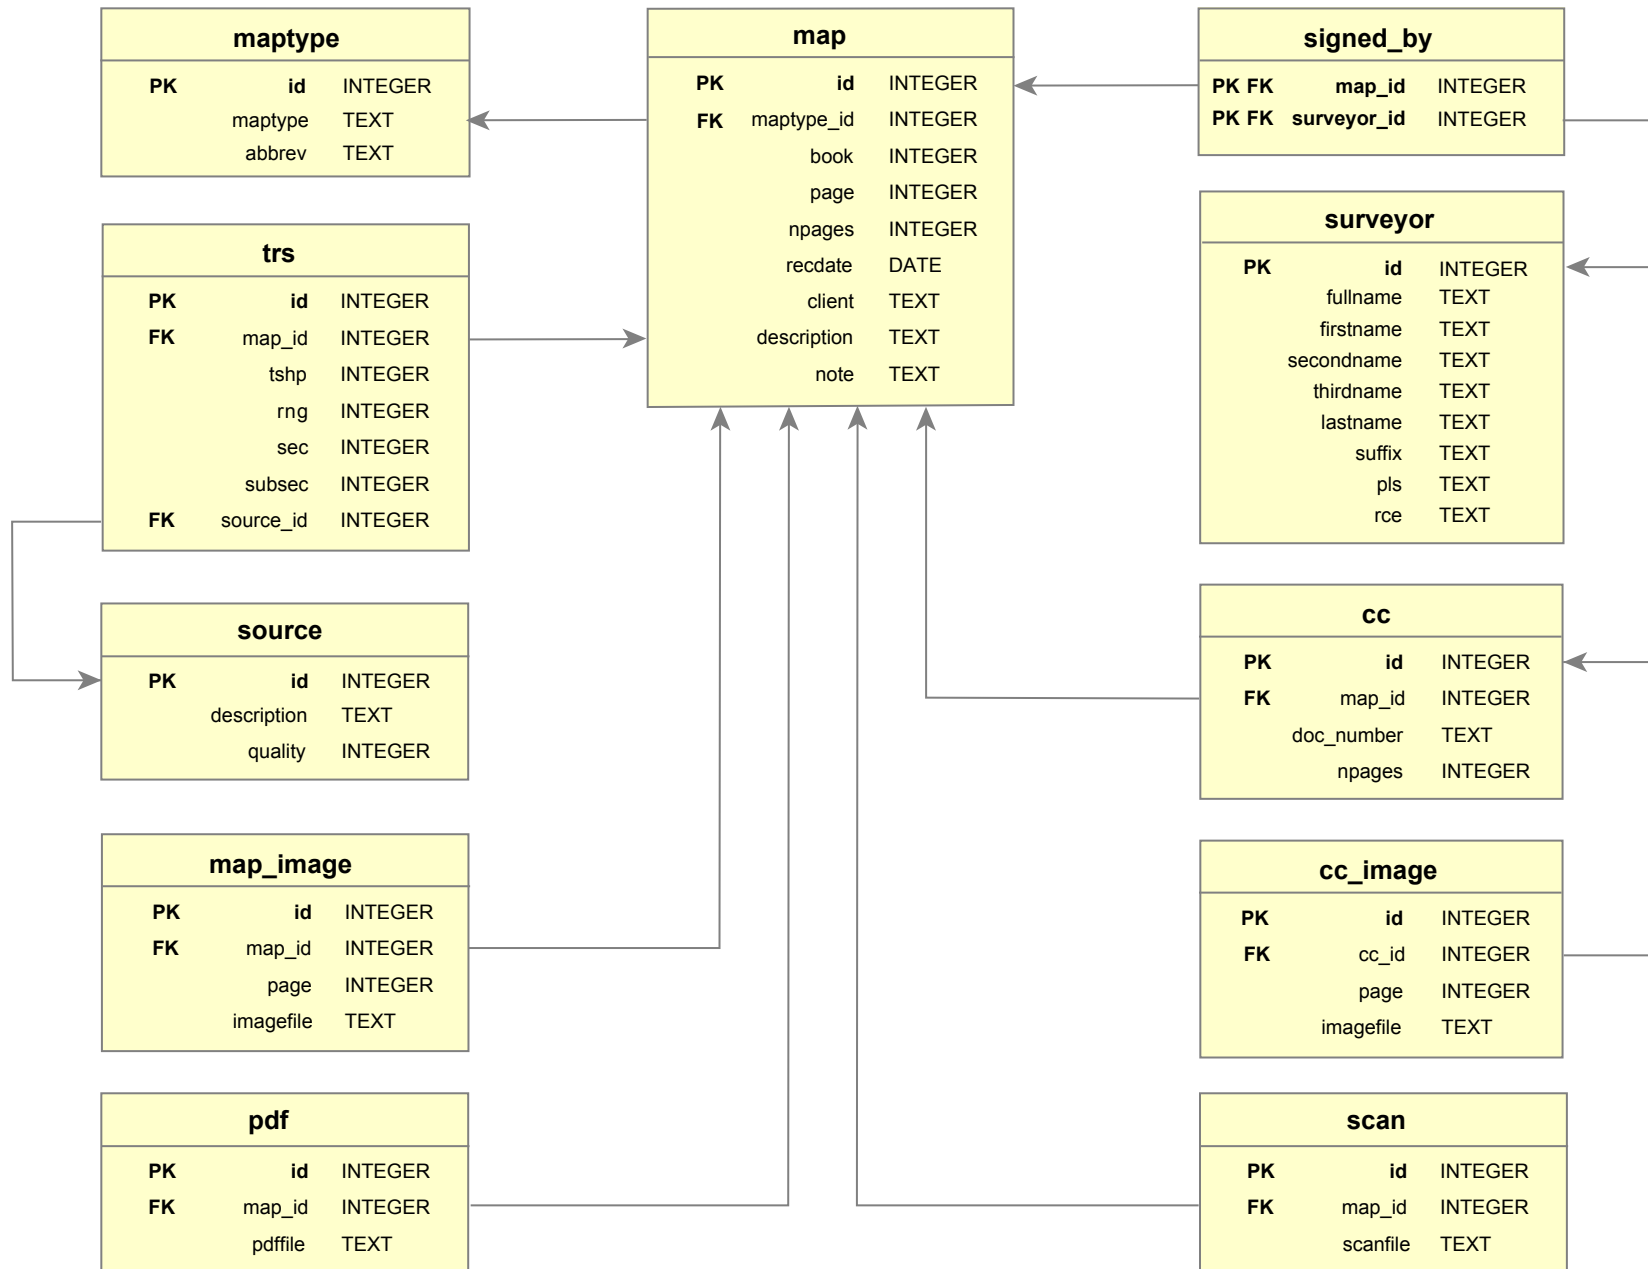 maptype
PK id INTEGER
maptype TEXT
abbrev TEXT
trs
PK id INTEGER
FK map_id INTEGER
tshp INTEGER
rng INTEGER
sec INTEGER
subsec INTEGER
FK source_id INTEGER
source
PK id INTEGER
description TEXT
quality INTEGER
map_image
PK id INTEGER
FK map_id INTEGER
page INTEGER
imagefile TEXT
pdf
PK id INTEGER
FK map_id INTEGER
pdffile TEXT
map
PK id INTEGER
FK maptype_id INTEGER
book INTEGER
page INTEGER
npages INTEGER
recdate DATE
client TEXT
description TEXT
note TEXT
signed_by
PK FK map_id INTEGER
PK FK surveyor_id INTEGER
surveyor
PK id INTEGER
fullname TEXT
firstname TEXT
secondname TEXT
thirdname TEXT
lastname TEXT
suffix TEXT
pls TEXT
rce TEXT
cc
PK id INTEGER
FK map_id INTEGER
doc_number TEXT
npages INTEGER
cc_image
PK id INTEGER
FK cc_id INTEGER
page INTEGER
imagefile TEXT
scan
PK id INTEGER
FK map_id INTEGER
scanfile TEXT